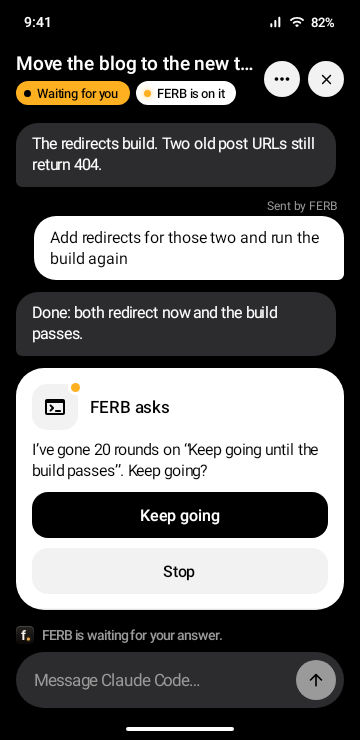 9:41
82%
Move the blog to the new t...
Waiting for you
FERB is on it
The redirects build. Two old post URLs still
return 404.
Sent by FERB
Add redirects for those two and run the
build again
Done: both redirect now and the build
passes.
FERB asks
I’ve gone 20 rounds on “Keep going until the
build passes”. Keep going?
Keep going
Stop
f.
FERB is waiting for your answer.
Message Claude Code...